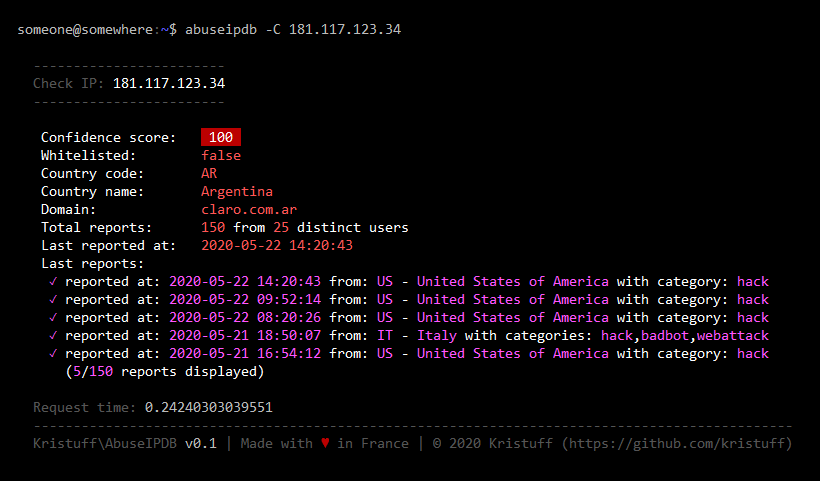 someone@somewhere:~$ abuseipdb -C 181.117.123.34
------------------------
Check IP: 181.117.123.34
------------------------
Confidence score: 100
Whitelisted: false
Country code: AR
Country name: Argentina
Domain: claro.com.ar
Total reports: 150 from 25 distinct users
Last reported at: 2020-05-22 14:20:43
Last reports:
✓ reported at: 2020-05-22 14:20:43 from: US - United States of America with category: hack
✓ reported at: 2020-05-22 09:52:14 from: US - United States of America with category: hack
✓ reported at: 2020-05-22 08:20:26 from: US - United States of America with category: hack
✓ reported at: 2020-05-21 18:50:07 from: IT - Italy with categories: hack,badbot,webattack
✓ reported at: 2020-05-21 16:54:12 from: US - United States of America with category: hack
(5/150 reports displayed)
Request time: 0.24240303039551
-----------------------------------------------------------------------------------------------
Kristuff\AbuseIPDB v0.1 | Made with ♥ in France | © 2020 Kristuff (https://github.com/kristuff)